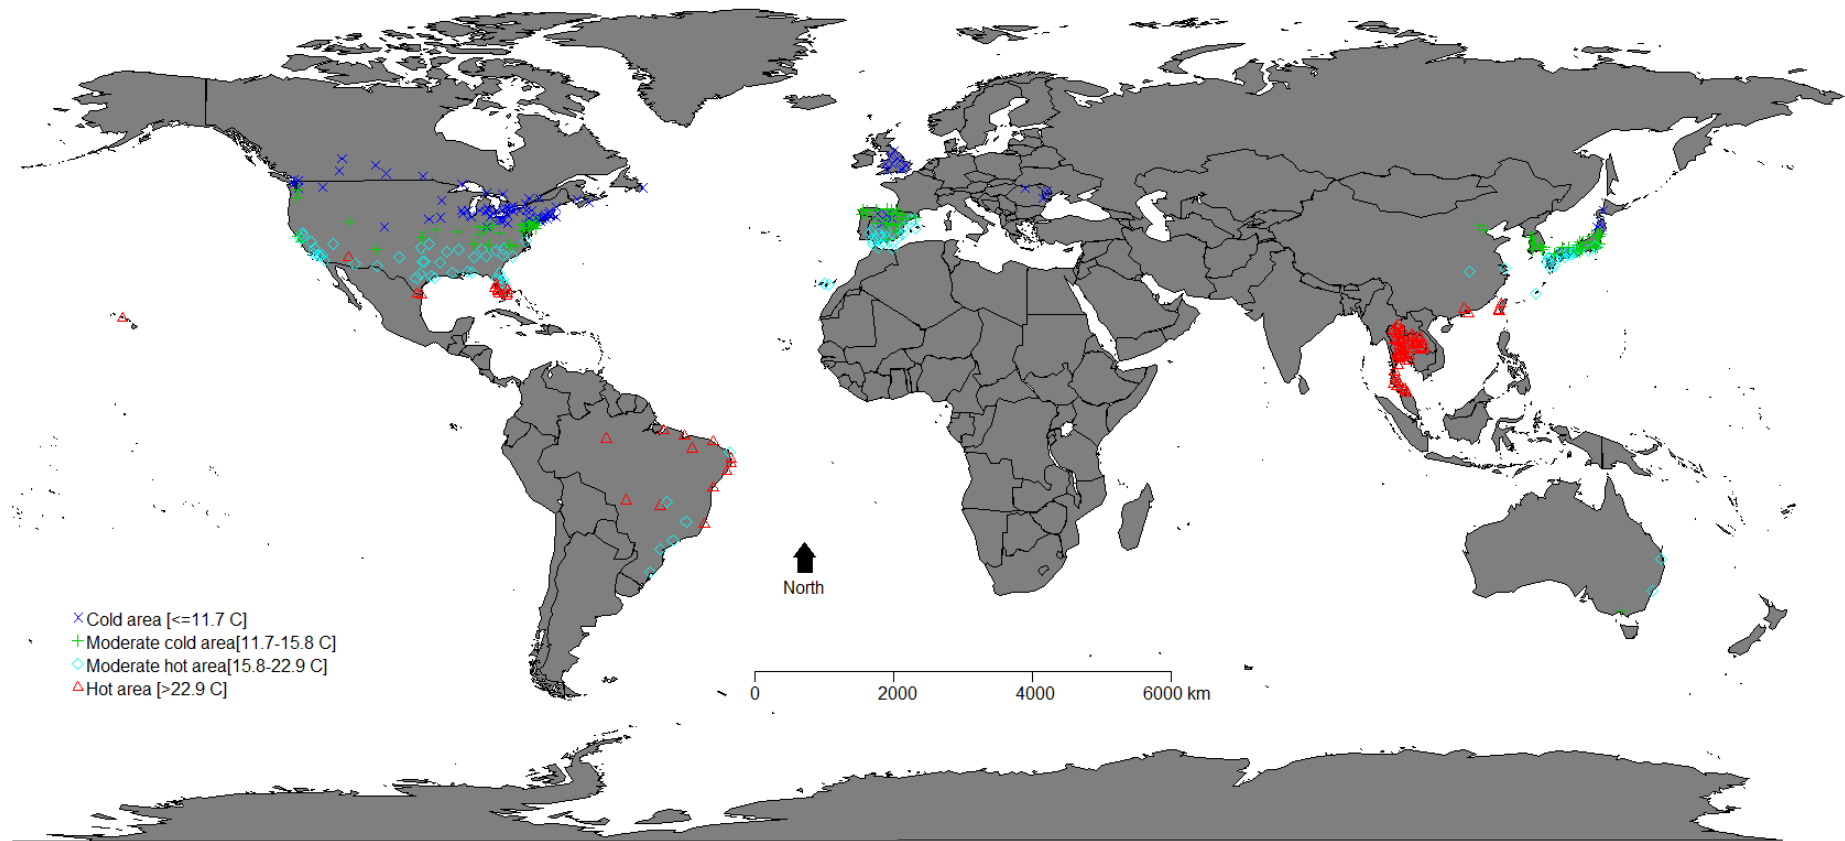 North
Cold area [<=11.7 C]
Moderate cold area[11.7-15.8 C]
Moderate hot area[15.8-22.9 C]
Hot area [>22.9 C]
0 2000 4000 6000 km